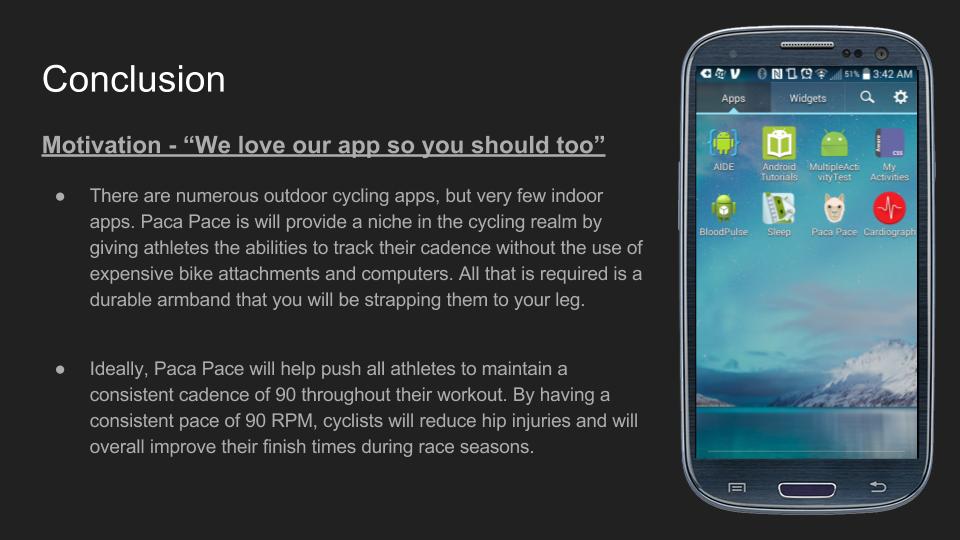 Conclusion
Motivation - “We love our app so you should too”
● There are numerous outdoor cycling apps, but very few indoor
apps. Paca Pace is will provide a niche in the cycling realm by
giving athletes the abilities to track their cadence without the use of
expensive bike attachments and computers. All that is required is a
durable armband that you will be strapping them to your leg.
● Ideally, Paca Pace will help push all athletes to maintain a
consistent cadence of 90 throughout their workout. By having a
consistent pace of 90 RPM, cyclists will reduce hip injuries and will
overall improve their finish times during race seasons.
51% 3:42 AM
Apps Widgets
Aware CSS
AIDE Android MultipleActi My
Tutorials vityTest Activities
BloodPulse Sleep Paca Pace Cardiograph